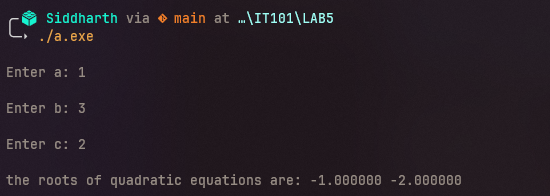 Siddharth via main at …\IT101\LAB5
./a.exe
Enter a: 1
Enter b: 3
Enter c: 2
the roots of quadratic equations are: -1.000000 -2.000000